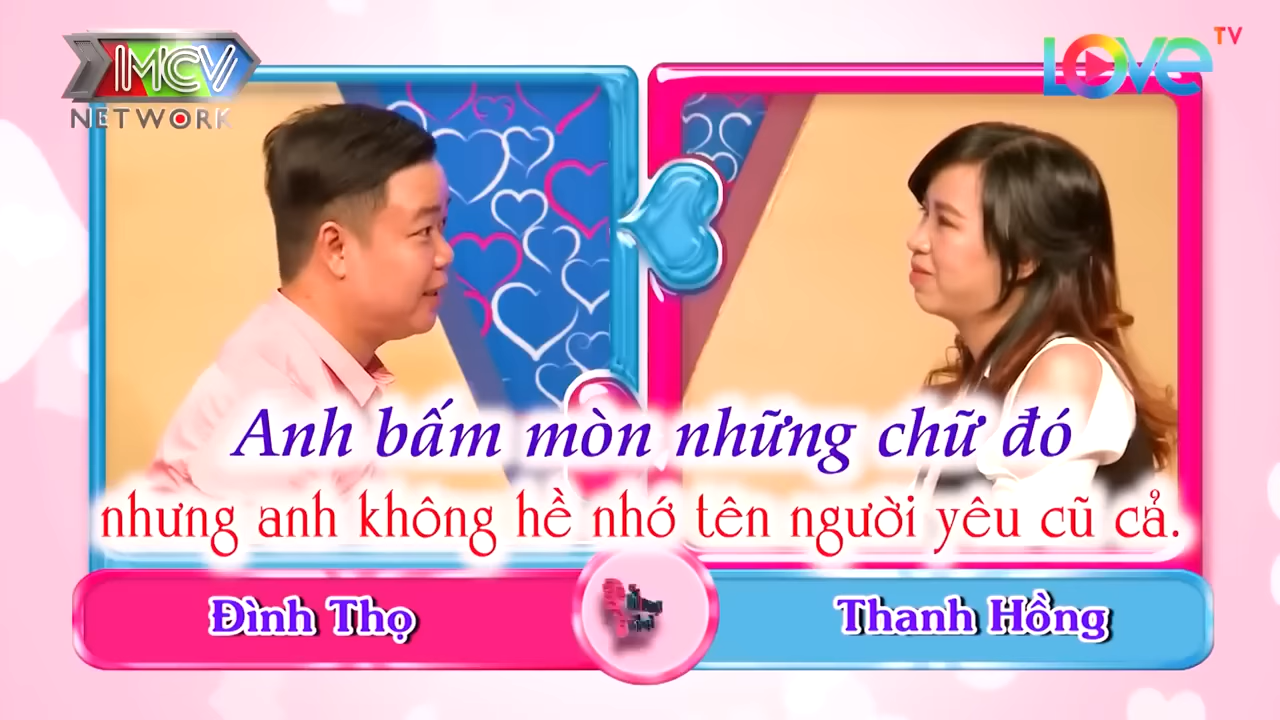 MCV
NETWORK
LOVE TV
Anh bấm mòn những chữ đó
nhưng anh không hề nhớ tên người yêu cũ cả.
Đình Thọ
Thanh Hồng